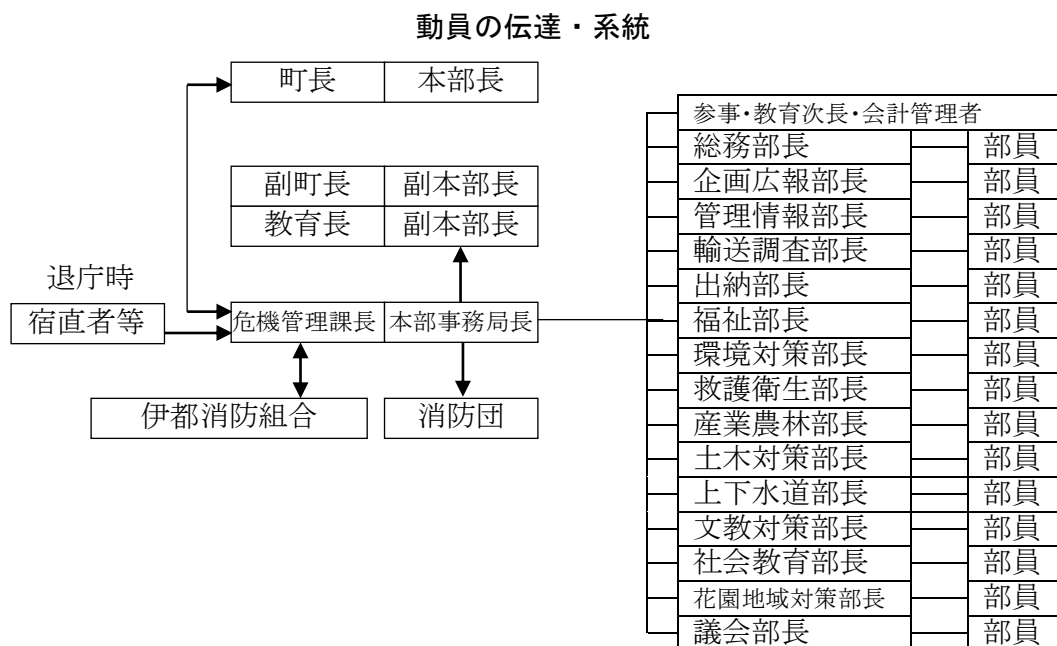 動員の伝達・系統
町長 本部長
副町長 副本部長
教育長 副本部長
退庁時
宿直者等
危機管理課長 本部事務局長
伊都消防組合
消防団
参事・教育次長・会計管理者
総務部長 部員
企画広報部長 部員
管理情報部長 部員
輸送調査部長 部員
出納部長 部員
福祉部長 部員
環境対策部長 部員
救護衛生部長 部員
産業農林部長 部員
土木対策部長 部員
上下水道部長 部員
文教対策部長 部員
社会教育部長 部員
花園地域対策部長 部員
議会部長 部員